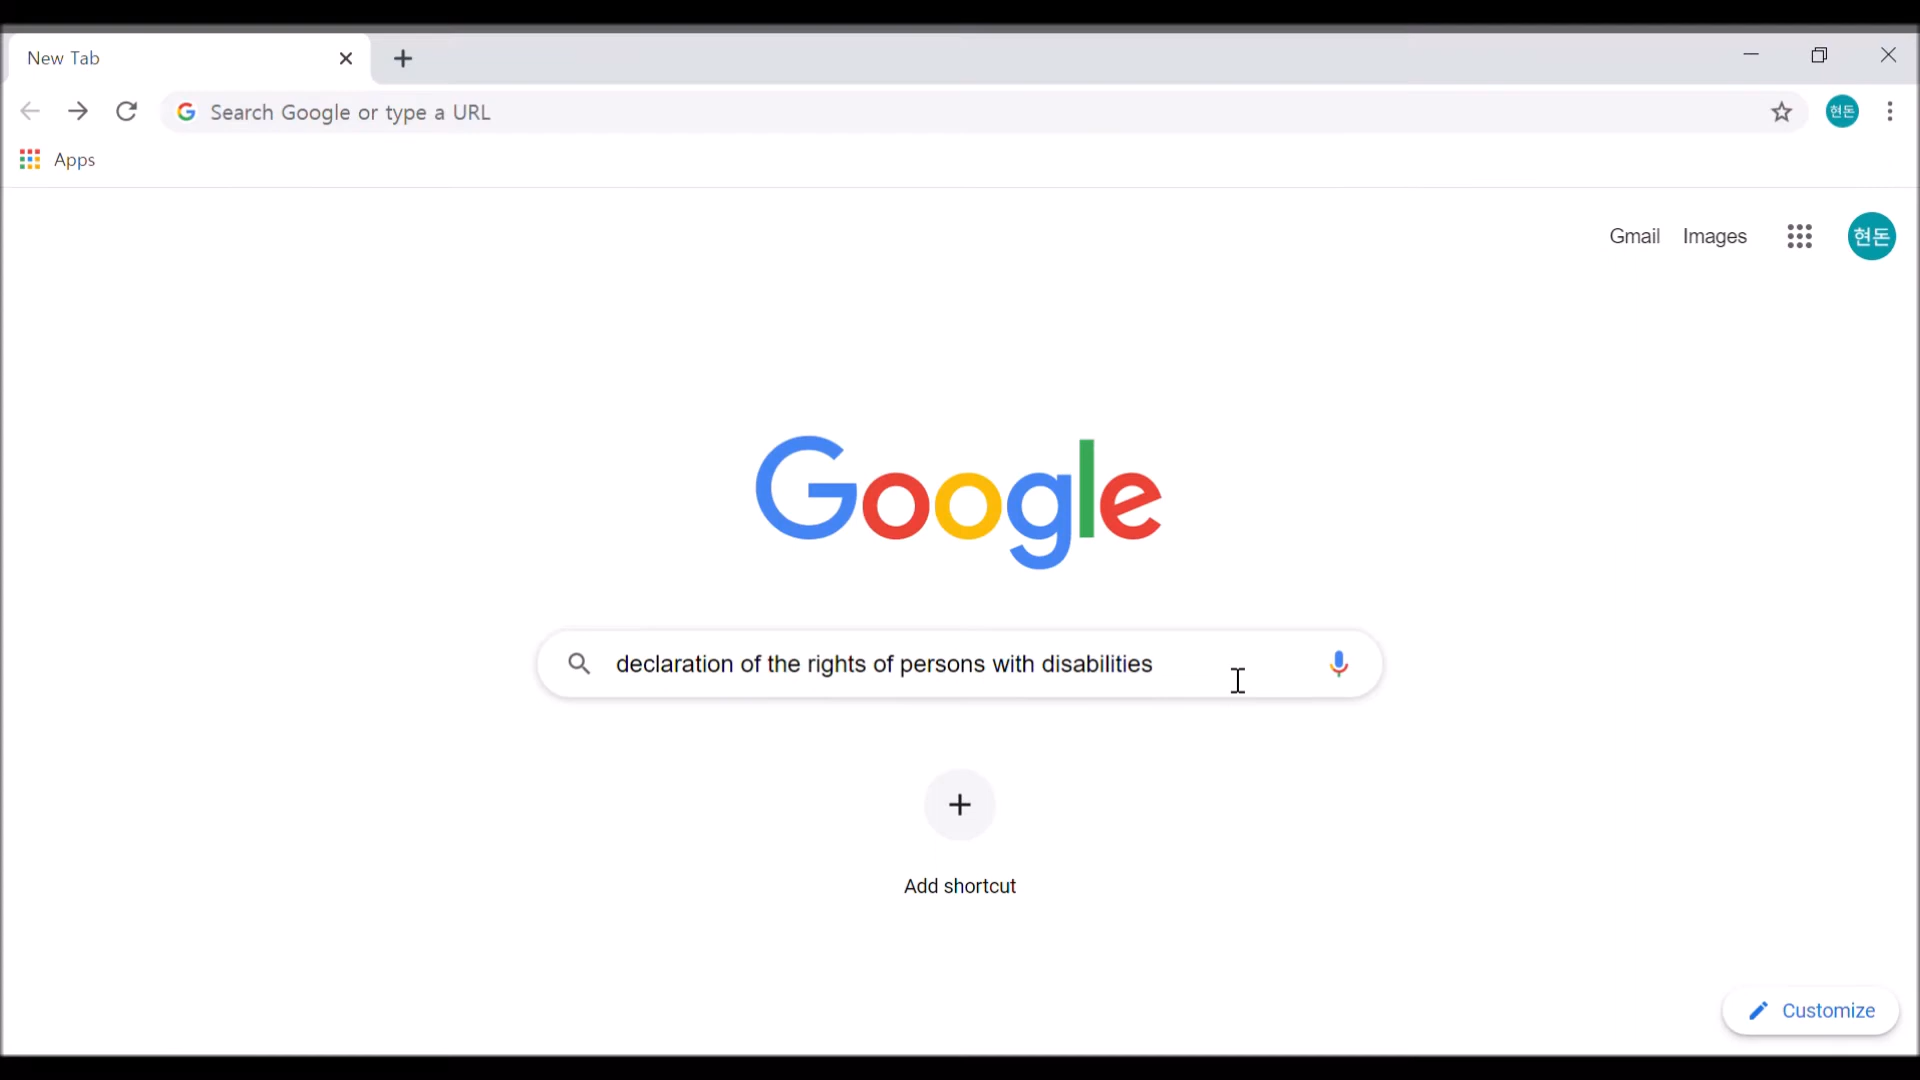 New Tab
Search Google or type a URL
현돈
Apps
Gmail Images
현돈
Google
declaration of the rights of persons with disabilities
Add shortcut
Customize